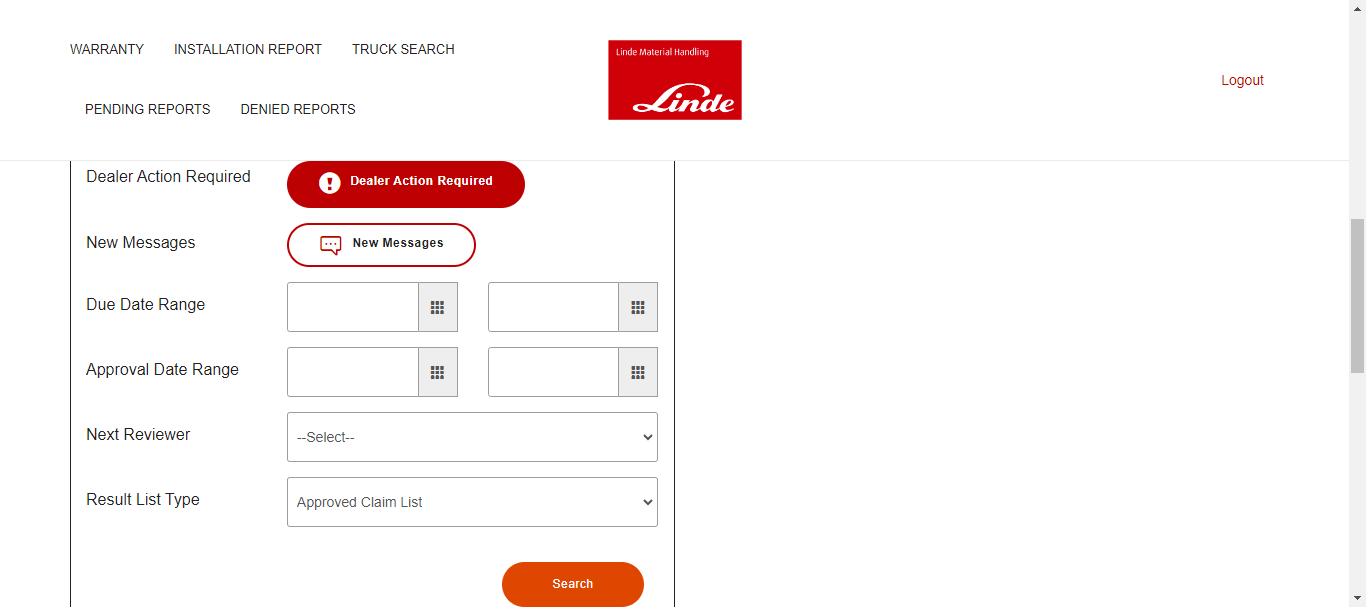 WARRANTY INSTALLATION REPORT TRUCK SEARCH
PENDING REPORTS DENIED REPORTS
Linde Material Handling
Linde
Logout
Dealer Action Required Dealer Action Required
New Messages New Messages
Due Date Range
Approval Date Range
Next Reviewer --Select--
Result List Type Approved Claim List
Search